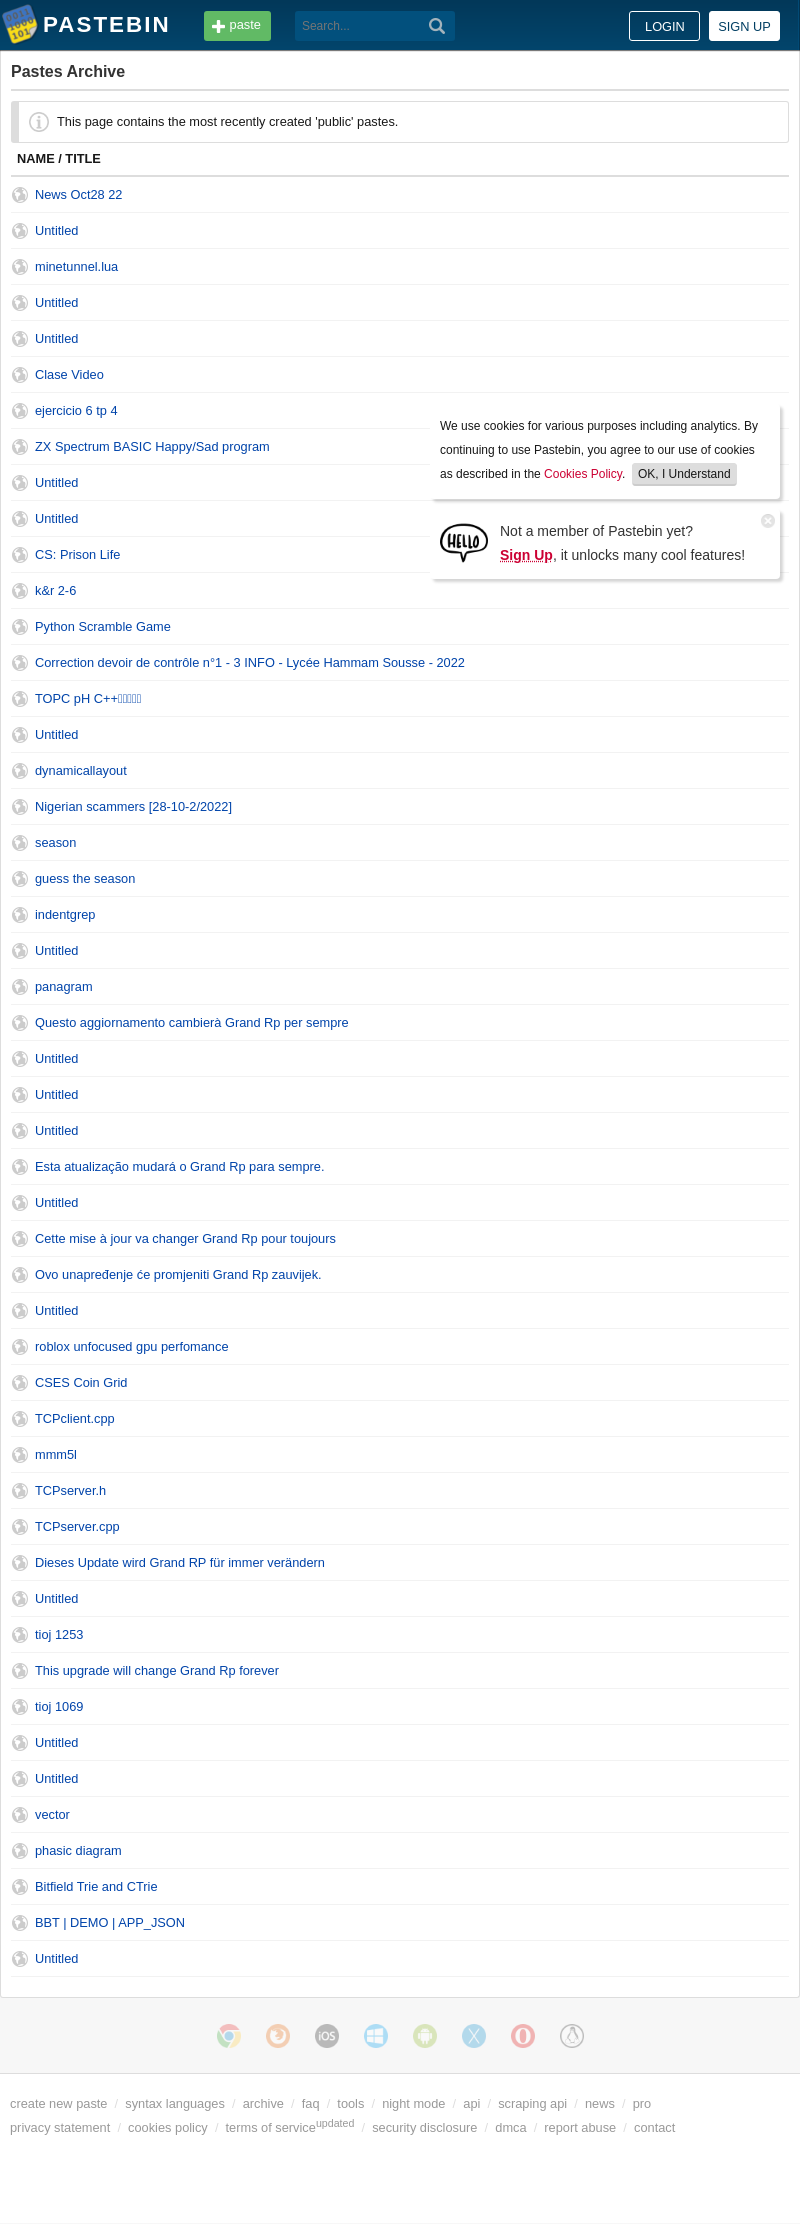 PASTEBIN
paste
Search...
LOGIN
SIGN UP
Pastes Archive
This page contains the most recently created 'public' pastes.
NAME / TITLE
News Oct28 22
Untitled
minetunnel.lua
Untitled
Untitled
Clase Video
ejercicio 6 tp 4
ZX Spectrum BASIC Happy/Sad program
Untitled
Untitled
CS: Prison Life
We use cookies for various purposes including analytics. By
continuing to use Pastebin, you agree to our use of cookies
as described in the Cookies Policy. OK, I Understand
HELLO
Not a member of Pastebin yet?
Sign Up, it unlocks many cool features!
k&r 2-6
Python Scramble Game
Correction devoir de contrôle n°1 - 3 INFO - Lycée Hammam Sousse - 2022
TOPC pH C++
Untitled
dynamicallayout
Nigerian scammers [28-10-2/2022]
season
guess the season
indentgrep
Untitled
panagram
Questo aggiornamento cambierà Grand Rp per sempre
Untitled
Untitled
Untitled
Esta atualização mudará o Grand Rp para sempre.
Untitled
Cette mise à jour va changer Grand Rp pour toujours
Ovo unapređenje će promjeniti Grand Rp zauvijek.
Untitled
roblox unfocused gpu perfomance
CSES Coin Grid
TCPclient.cpp
mmm5l
TCPserver.h
TCPserver.cpp
Dieses Update wird Grand RP für immer verändern
Untitled
tioj 1253
This upgrade will change Grand Rp forever
tioj 1069
Untitled
Untitled
vector
phasic diagram
Bitfield Trie and CTrie
BBT | DEMO | APP_JSON
Untitled
iOS
create new paste / syntax languages / archive / faq / tools / night mode / api / scraping api / news / pro
privacy statement / cookies policy / terms of service updated / security disclosure / dmca / report abuse / contact